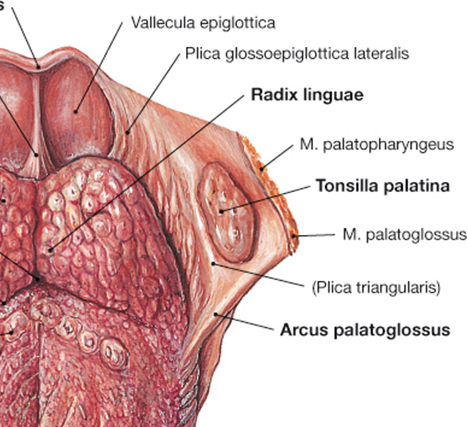 s
Vallecula epiglottica
Plica glossoepiglottica lateralis
Radix linguae
M. palatopharyngeus
Tonsilla palatina
M. palatoglossus
(Plica triangularis)
Arcus palatoglossus